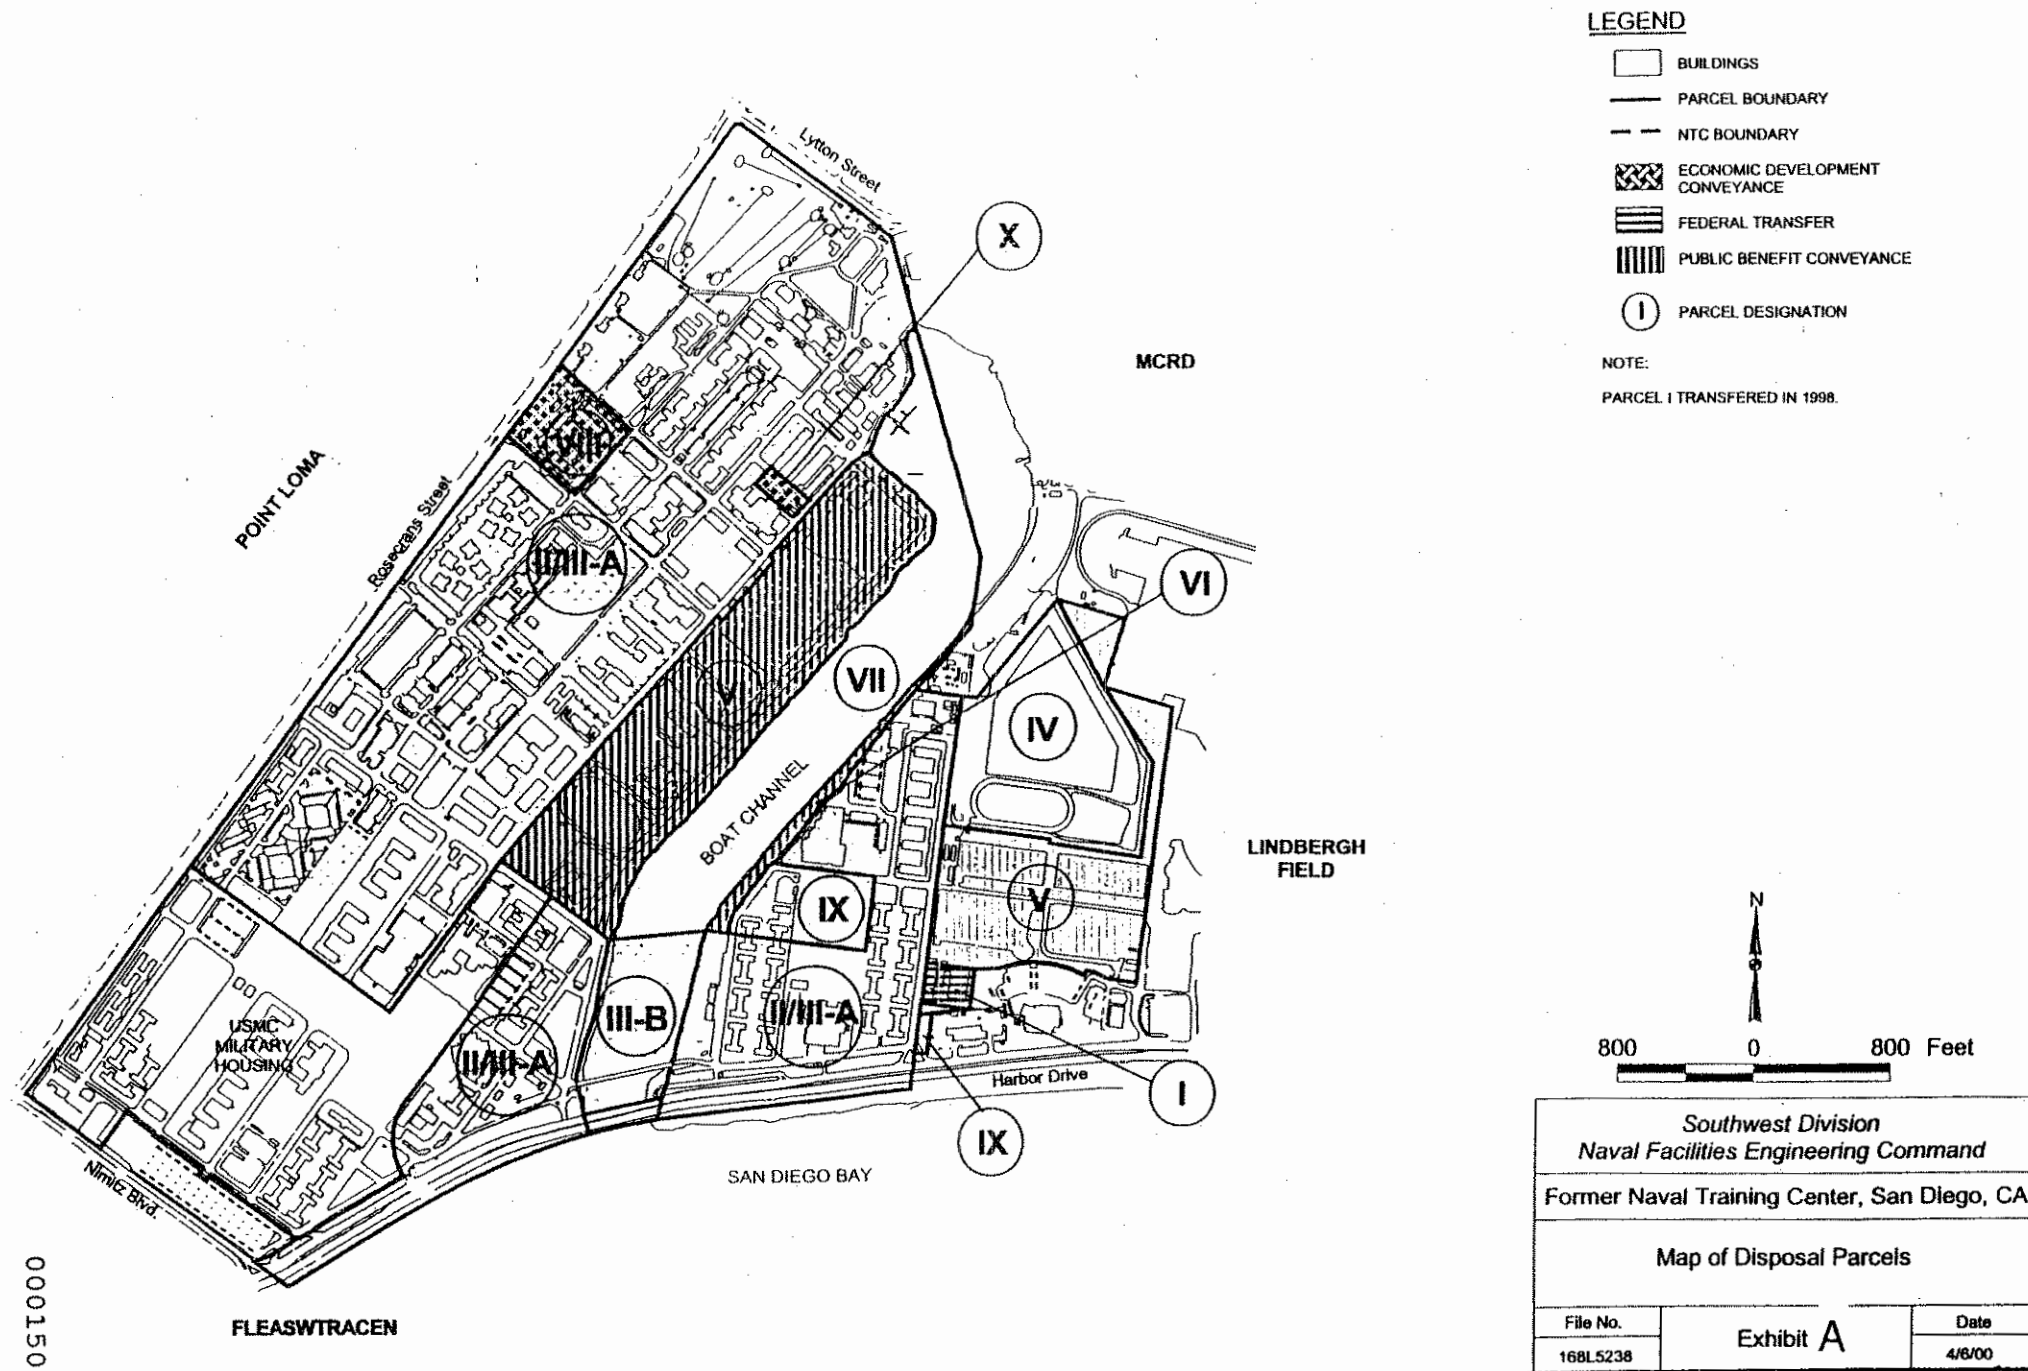 LEGEND
BUILDINGS
PARCEL BOUNDARY
NTC BOUNDARY
ECONOMIC DEVELOPMENT
CONVEYANCE
FEDERAL TRANSFER
PUBLIC BENEFIT CONVEYANCE
I
PARCEL DESIGNATION
NOTE:
PARCEL I TRANSFERED IN 1998.
Lytton Street
X
MCRD
POINT LOMA
Rosecrans Street
VIII
II/III-A
VI
V
VII
IV
BOAT CHANNEL
LINDBERGH
FIELD
IX
V
III-B
II/III-A
USMC
MILITARY
HOUSING
II/III-A
I
IX
Harbor Drive
SAN DIEGO BAY
Nimitz Blvd.
FLEASWTRACEN
000150
N
800 0 800 Feet
Southwest Division
Naval Facilities Engineering Command
Former Naval Training Center, San Diego, CA
Map of Disposal Parcels
File No.
168L5238
Exhibit A
Date
4/6/00